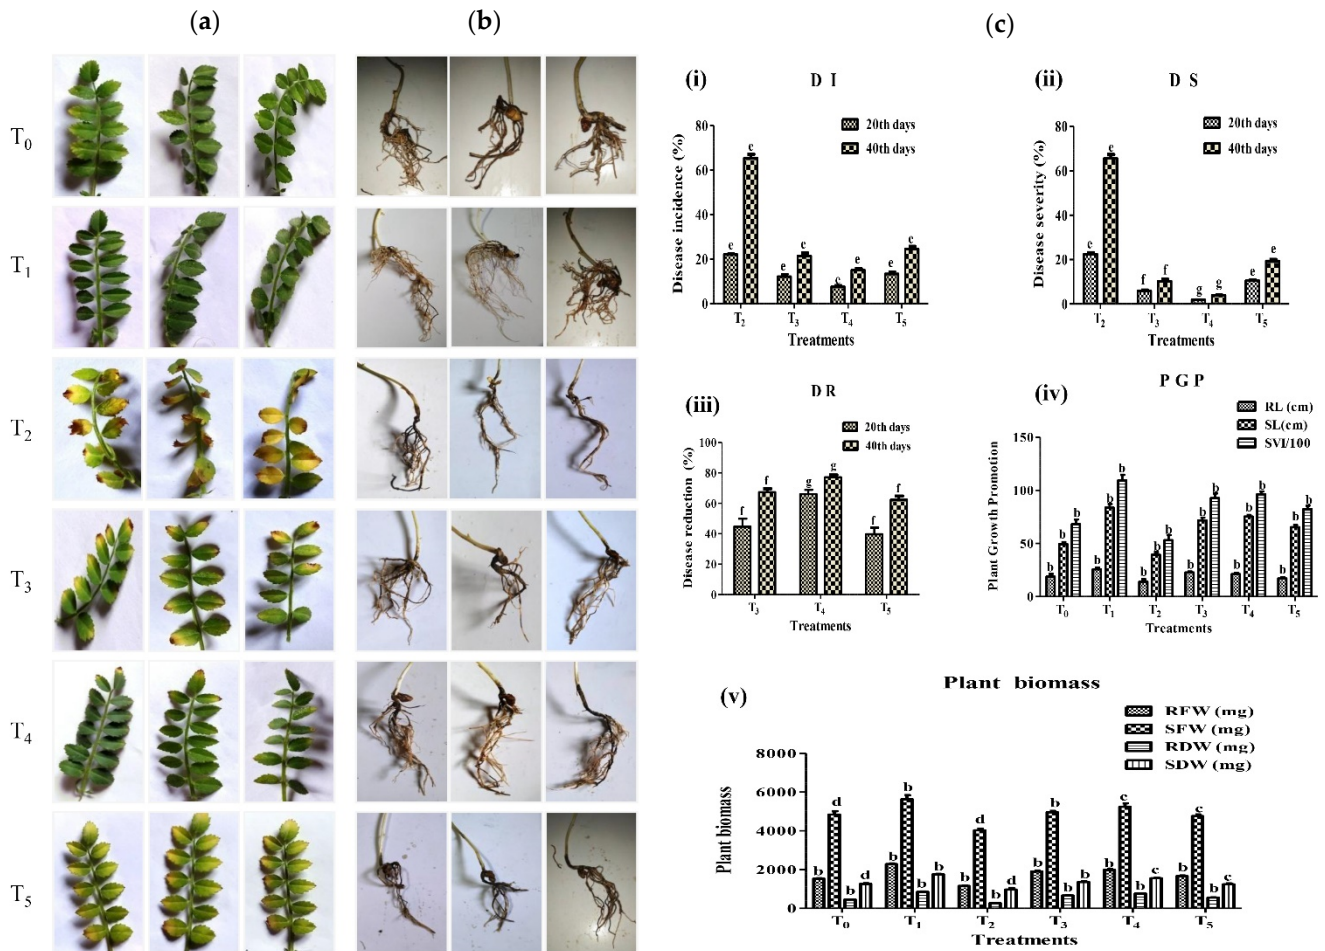 (a)
(b)
(c)
T0
T1
T2
T3
T4
T5
(i)
D I
20th days
40th days
Disease incidence (%)
80
60
40
20
0
e e e e e e e e
T2 T3 T4 T5
Treatments
(ii)
D S
20th days
40th days
Disease severity (%)
80
60
40
20
0
e e f f g g e e
T2 T3 T4 T5
Treatments
(iii)
D R
20th days
40th days
Disease reduction (%)
100
80
60
40
20
0
f f g g f f
T3 T4 T5
Treatments
(iv)
P G P
RL (cm)
SL(cm)
SVI/100
Plant Growth Promotion
150
100
50
0
b b b b b b b b b b b b b b b b b b
T0 T1 T2 T3 T4 T5
Treatments
(v)
Plant biomass
RFW (mg)
SFW (mg)
RDW (mg)
SDW (mg)
Plant biomass
8000
6000
4000
2000
0
b d b d b b b b b d b d b b b b b c b c b c b c
T0 T1 T2 T3 T4 T5
Treatments